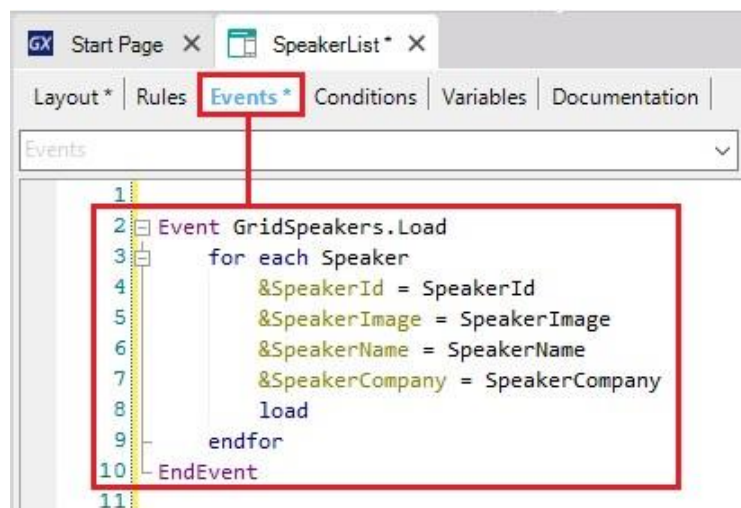 GX Start Page SpeakerList*
Layout * Rules Events * Conditions Variables Documentation
Events
1
2 Event GridSpeakers.Load
3 for each Speaker
4 &SpeakerId = SpeakerId
5 &SpeakerImage = SpeakerImage
6 &SpeakerName = SpeakerName
7 &SpeakerCompany = SpeakerCompany
8 load
9 endfor
10 EndEvent
11